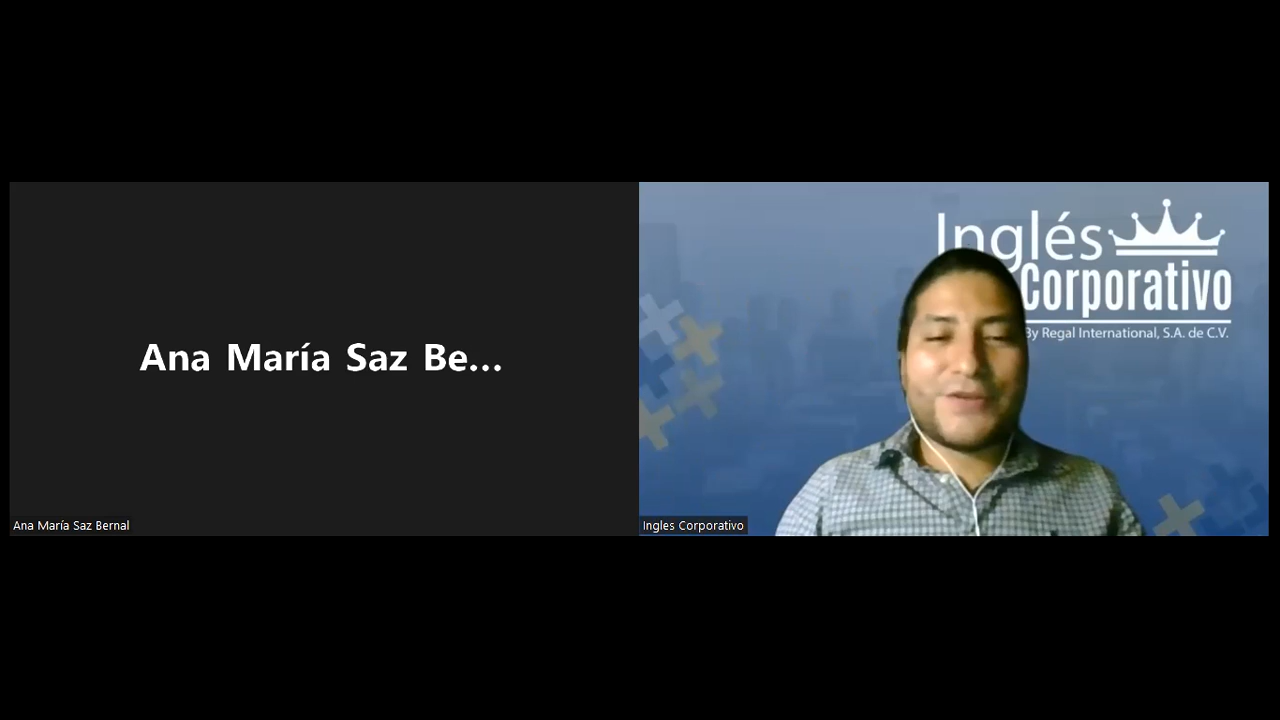 Ana María Saz Be...
Ana María Saz Bernal
Inglés
Corporativo
By Regal International, S.A. de C.V.
Ingles Corporativo